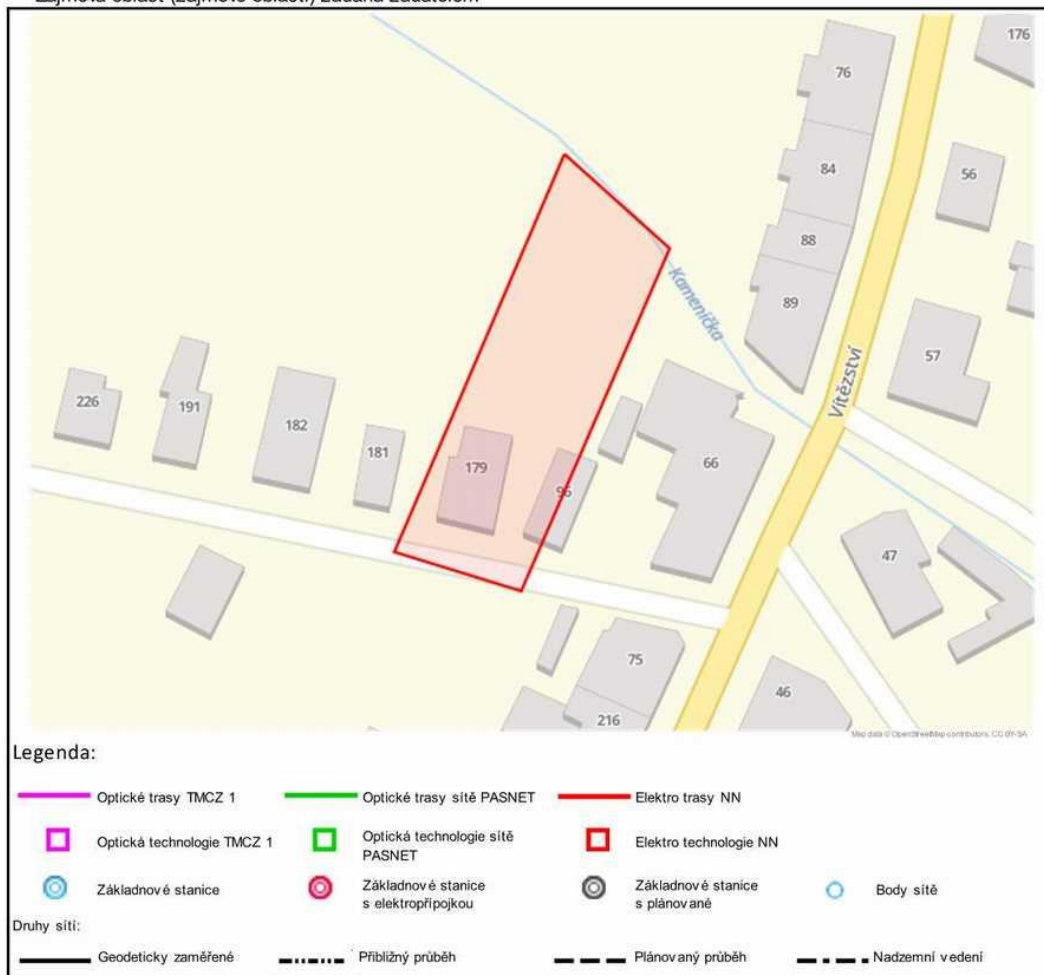 Zájmová oblast (zájmové oblasti) zadaná žadatelem
76
176
84
56
88
89
57
Kamenička
Vítězství
226
191
182
181
179
96
66
47
75
216
46
Map data © OpenStreetMap contributors, CC BY-SA
Legenda:
Optické trasy TMCZ 1
Optické trasy sítě PASNET
Elektro trasy NN
Optická technologie TMCZ 1
Optická technologie sítě
PASNET
Elektro technologie NN
Základnové stanice
Základnové stanice
s elektropřípojkou
Základnové stanice
s plánované
Body sítě
Druhy síti:
Geodeticky zaměřené
Přibližný průběh
Plánovaný průběh
Nadzemní vedení